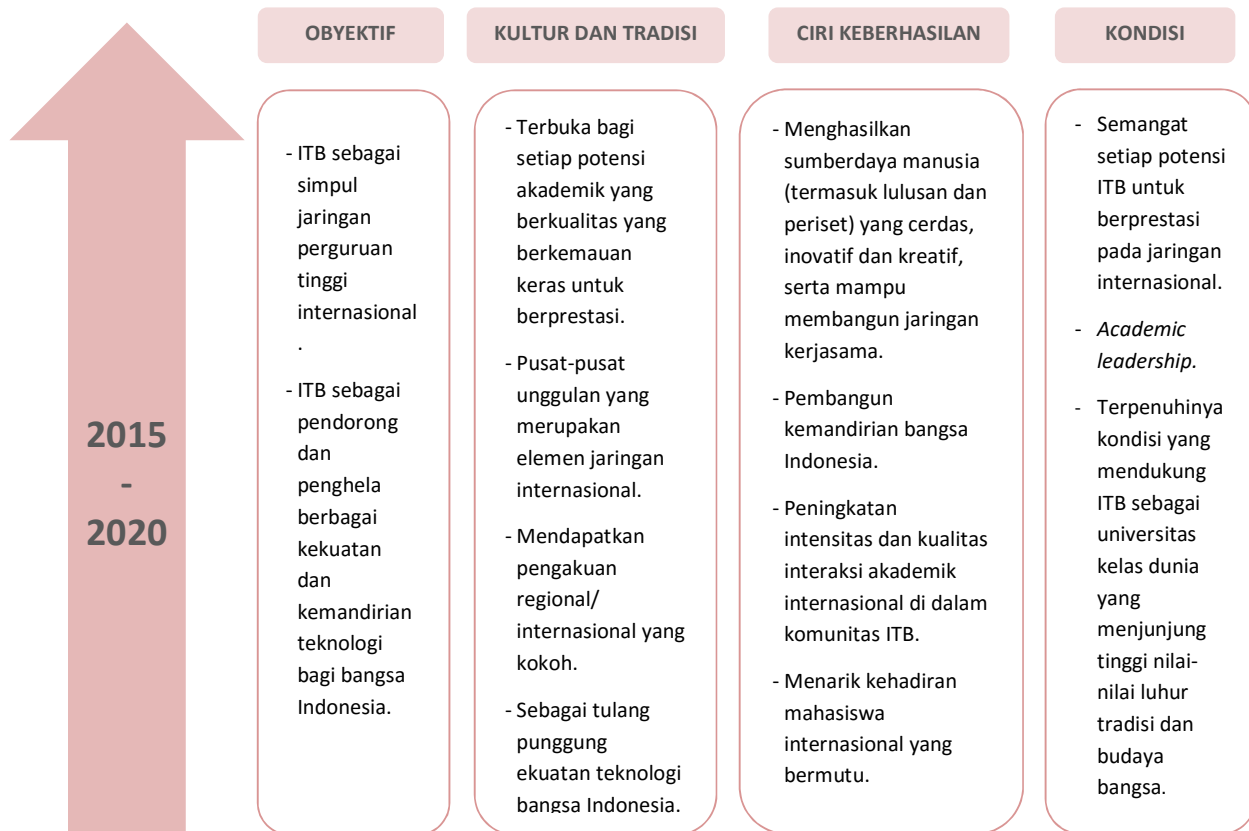 OBYEKTIF
KULTUR DAN TRADISI
CIRI KEBERHASILAN
KONDISI
2015
-
2020
- ITB sebagai
simpul
jaringan
perguruan
tinggi
internasional
.
- ITB sebagai
pendorong
dan
penghela
berbagai
kekuatan
dan
kemandirian
teknologi
bagi bangsa
Indonesia.
- Terbuka bagi
setiap potensi
akademik yang
berkualitas yang
berkemauan
keras untuk
berprestasi.
- Pusat-pusat
unggulan yang
merupakan
elemen jaringan
internasional.
- Mendapatkan
pengakuan
regional/
internasional yang
kokoh.
- Sebagai tulang
punggung
ekuatan teknologi
bangsa Indonesia.
- Menghasilkan
sumberdaya manusia
(termasuk lulusan dan
periset) yang cerdas,
inovatif dan kreatif,
serta mampu
membangun jaringan
kerjasama.
- Pembangun
kemandirian bangsa
Indonesia.
- Peningkatan
intensitas dan kualitas
interaksi akademik
internasional di dalam
komunitas ITB.
- Menarik kehadiran
mahasiswa
internasional yang
bermutu.
- Semangat
setiap potensi
ITB untuk
berprestasi
pada jaringan
internasional.
- Academic
leadership.
- Terpenuhinya
kondisi yang
mendukung
ITB sebagai
universitas
kelas dunia
yang
menjunjung
tinggi nilai-
nilai luhur
tradisi dan
budaya
bangsa.